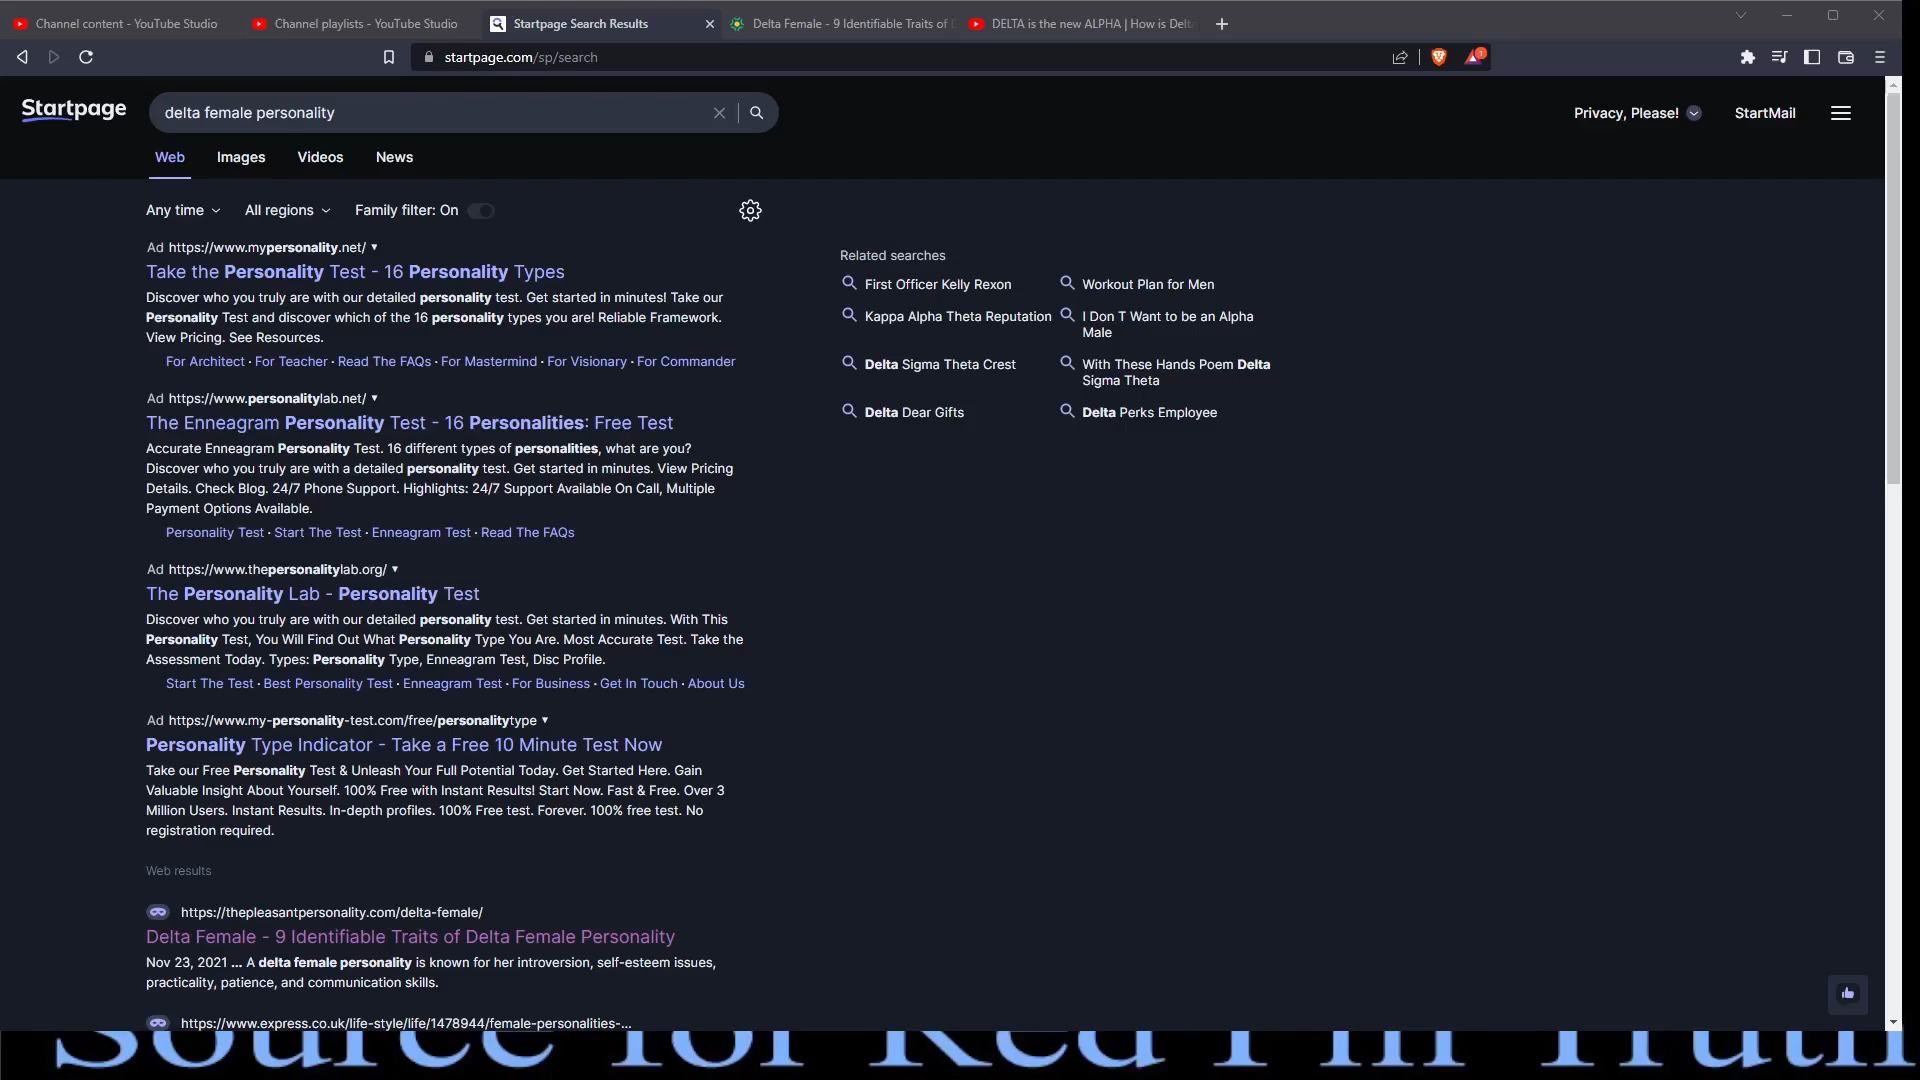 Channel content - YouTube Studio
Channel playlists - YouTube Studio
Startpage Search Results
Delta Female - 9 Identifiable Traits of
DELTA is the new ALPHA | How is Delta
startpage.com/sp/search
1
Startpage
delta female personality
Privacy, Please!
StartMail
Web
Images
Videos
News
Any time
All regions
Family filter: On
Ad https://www.mypersonality.net/
Take the Personality Test - 16 Personality Types
Discover who you truly are with our detailed personality test. Get started in minutes! Take our
Personality Test and discover which of the 16 personality types you are! Reliable Framework.
View Pricing. See Resources.
For Architect · For Teacher · Read The FAQs · For Mastermind · For Visionary · For Commander
Ad https://www.personalitylab.net/
The Enneagram Personality Test - 16 Personalities: Free Test
Accurate Enneagram Personality Test. 16 different types of personalities, what are you?
Discover who you truly are with a detailed personality test. Get started in minutes. View Pricing
Details. Check Blog. 24/7 Phone Support. Highlights: 24/7 Support Available On Call, Multiple
Payment Options Available.
Personality Test · Start The Test · Enneagram Test · Read The FAQs
Ad https://www.thepersonalitylab.org/
The Personality Lab - Personality Test
Discover who you truly are with our detailed personality test. Get started in minutes. With This
Personality Test, You Will Find Out What Personality Type You Are. Most Accurate Test. Take the
Assessment Today. Types: Personality Type, Enneagram Test, Disc Profile.
Start The Test · Best Personality Test · Enneagram Test · For Business · Get In Touch · About Us
Ad https://www.my-personality-test.com/free/personalitytype
Personality Type Indicator - Take a Free 10 Minute Test Now
Take our Free Personality Test & Unleash Your Full Potential Today. Get Started Here. Gain
Valuable Insight About Yourself. 100% Free with Instant Results! Start Now. Fast & Free. Over 3
Million Users. Instant Results. In-depth profiles. 100% Free test. Forever. 100% free test. No
registration required.
Web results
https://thepleasantpersonality.com/delta-female/
Delta Female - 9 Identifiable Traits of Delta Female Personality
Nov 23, 2021 ... A delta female personality is known for her introversion, self-esteem issues,
practicality, patience, and communication skills.
https://www.express.co.uk/life-style/life/1478944/female-personalities-...
Related searches
First Officer Kelly Rexon
Workout Plan for Men
Kappa Alpha Theta Reputation
I Don T Want to be an Alpha
Male
Delta Sigma Theta Crest
With These Hands Poem Delta
Sigma Theta
Delta Dear Gifts
Delta Perks Employee
Source for Red Pill Truth